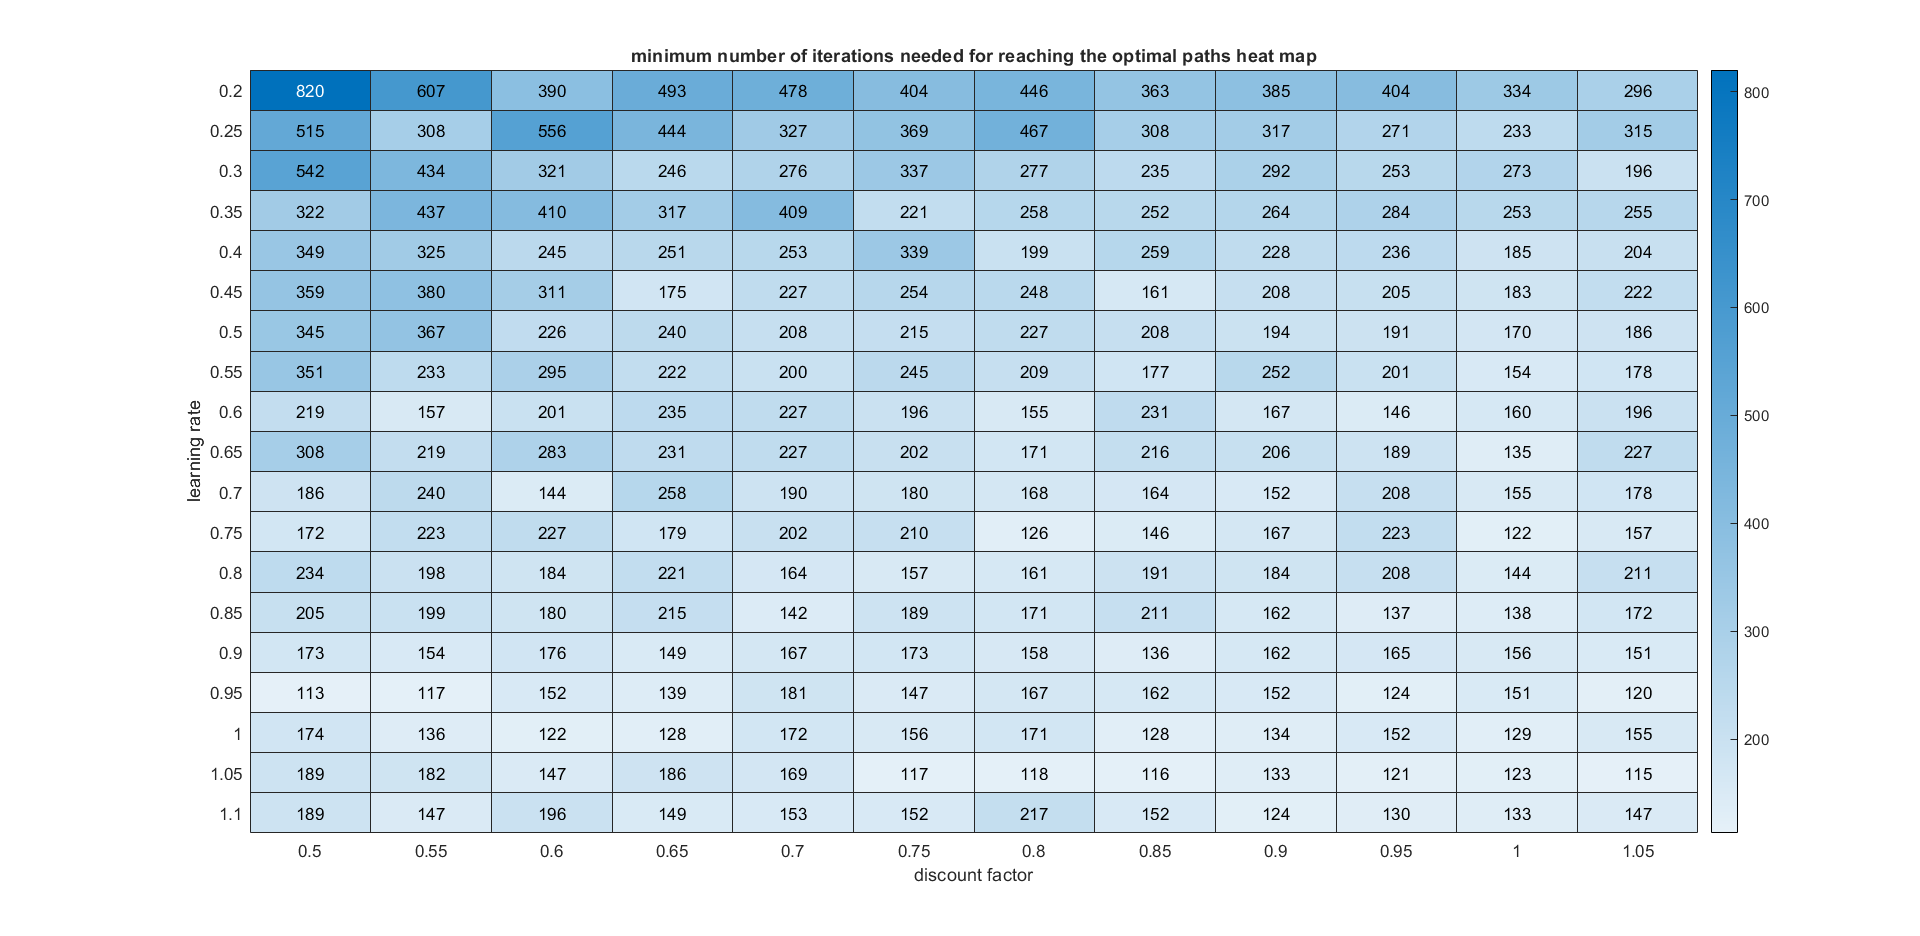 minimum number of iterations needed for reaching the optimal paths heat map
0.2 820 607 390 493 478 404 446 363 385 404 334 296
0.25 515 308 556 444 327 369 467 308 317 271 233 315
0.3 542 434 321 246 276 337 277 235 292 253 273 196
0.35 322 437 410 317 409 221 258 252 264 284 253 255
0.4 349 325 245 251 253 339 199 259 228 236 185 204
0.45 359 380 311 175 227 254 248 161 208 205 183 222
0.5 345 367 226 240 208 215 227 208 194 191 170 186
0.55 351 233 295 222 200 245 209 177 252 201 154 178
0.6 219 157 201 235 227 196 155 231 167 146 160 196
0.65 308 219 283 231 227 202 171 216 206 189 135 227
0.7 186 240 144 258 190 180 168 164 152 208 155 178
0.75 172 223 227 179 202 210 126 146 167 223 122 157
0.8 234 198 184 221 164 157 161 191 184 208 144 211
0.85 205 199 180 215 142 189 171 211 162 137 138 172
0.9 173 154 176 149 167 173 158 136 162 165 156 151
0.95 113 117 152 139 181 147 167 162 152 124 151 120
1 174 136 122 128 172 156 171 128 134 152 129 155
1.05 189 182 147 186 169 117 118 116 133 121 123 115
1.1 189 147 196 149 153 152 217 152 124 130 133 147
0.5 0.55 0.6 0.65 0.7 0.75 0.8 0.85 0.9 0.95 1 1.05
discount factor
learning rate
800
700
600
500
400
300
200